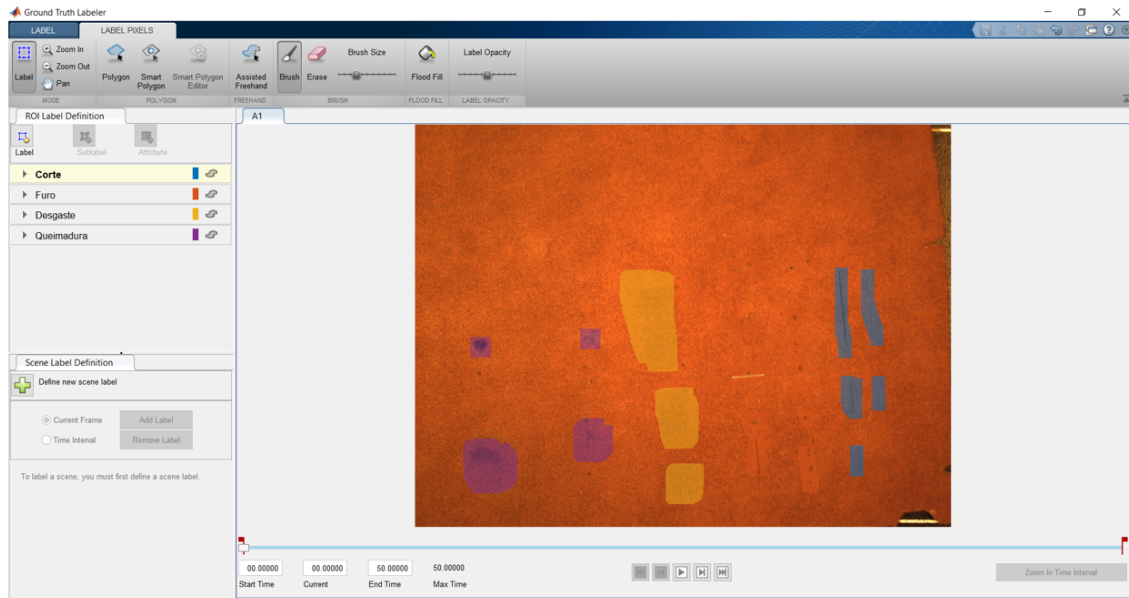 Ground Truth Labeler
LABEL
LABEL PIXELS
Label
Zoom In
Zoom Out
Pan
MODE
Polygon
Smart
Polygon
Smart Polygon
Editor
POLYGON
Assisted
Freehand
FREEHAND
Brush
Erase
Brush Size
BRUSH
Flood Fill
FLOOD FILL
Label Opacity
LABEL OPACITY
ROI Label Definition
Label
Sublabel
Attribute
Corte
Furo
Desgaste
Queimadura
Scene Label Definition
Define new scene label
Current Frame
Add Label
Time Interval
Remove Label
To label a scene, you must first define a scene label.
A1
00.00000
00.00000
50.00000
50.00000
Start Time
Current
End Time
Max Time
Zoom In Time Interval